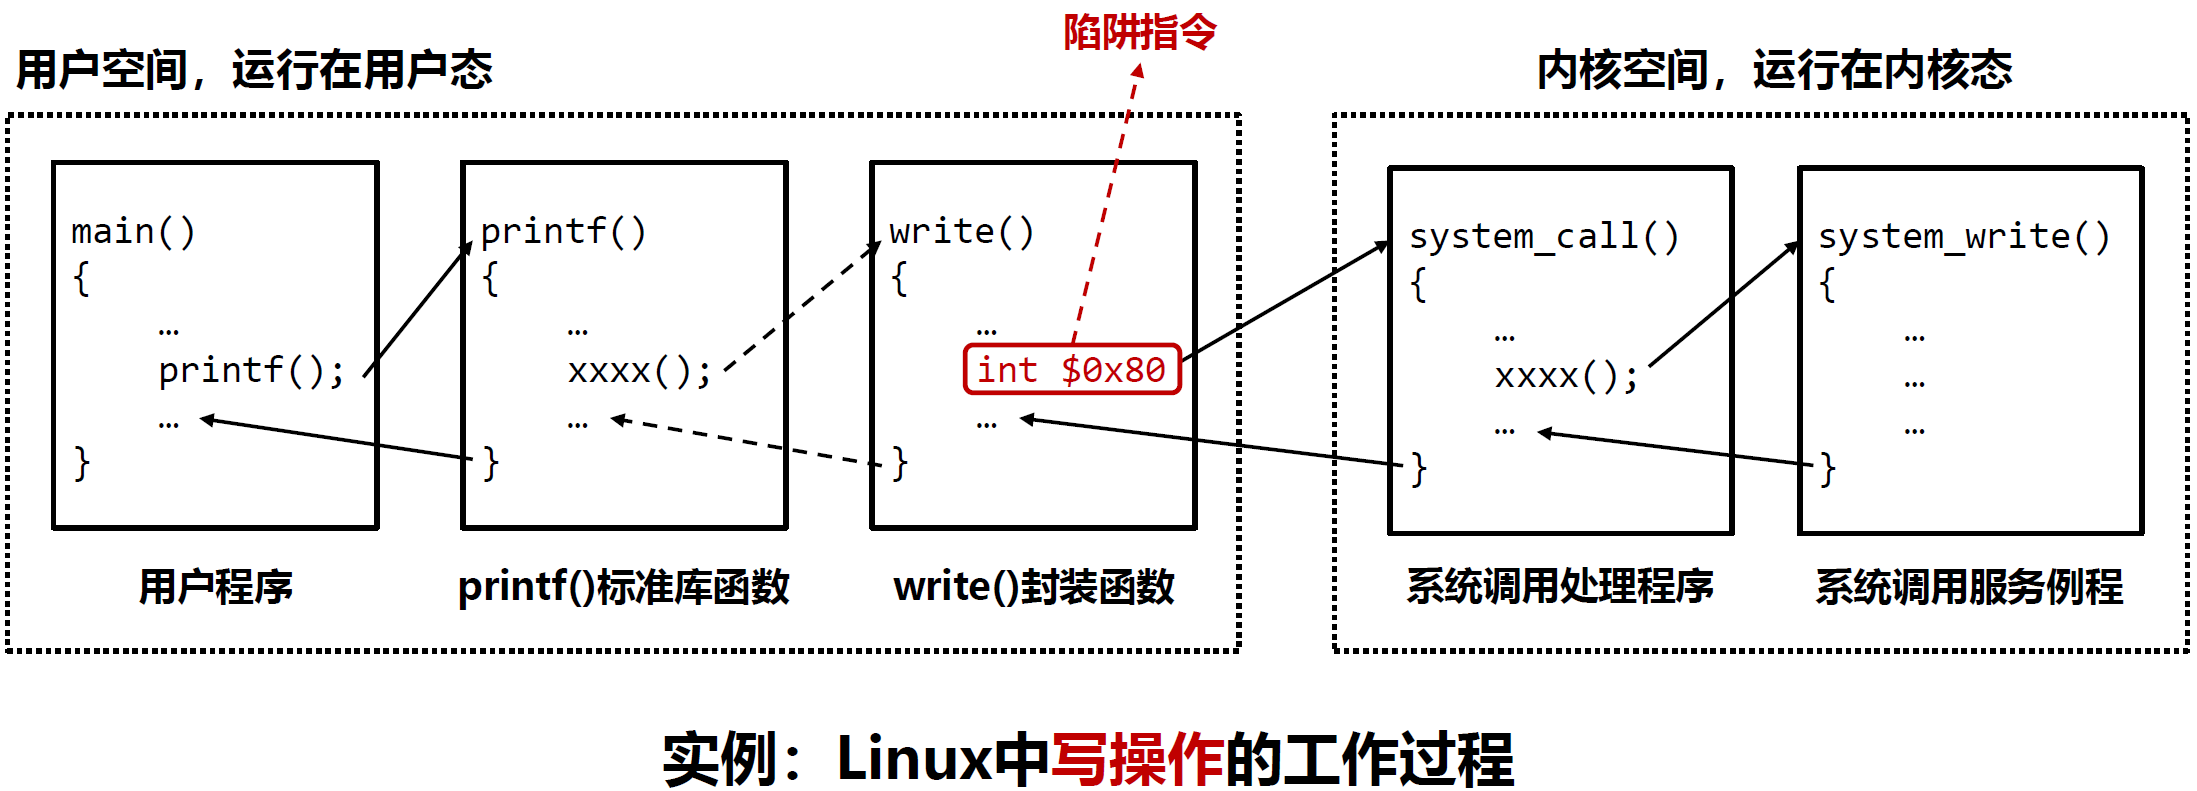 陷阱指令
用户空间，运行在用户态
内核空间，运行在内核态
main()
{
…
printf();
…
}
用户程序
printf()
{
…
xxxx();
…
}
printf()标准库函数
write()
{
…
int $0x80
…
}
write()封装函数
system_call()
{
…
xxxx();
…
}
系统调用处理程序
system_write()
{
…
…
…
}
系统调用服务例程
实例：Linux中写操作的工作过程